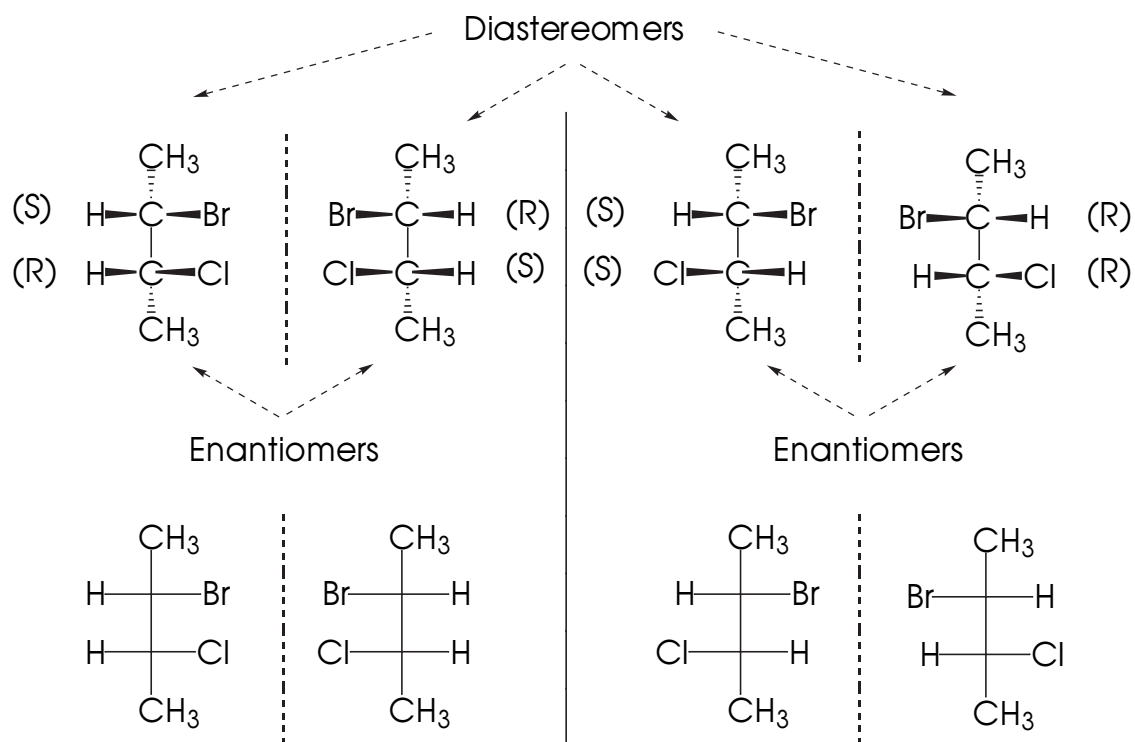 Diastereomers
CH3 CH3 CH3 CH3
(S) H C Br Br C H (R) (S) H C Br Br C H (R)
(R) H C Cl Cl C H (S) (S) Cl C H H C Cl (R)
CH3 CH3 CH3 CH3
Enantiomers Enantiomers
CH3 CH3 CH3 CH3
H Br Br H H Br Br H
H Cl Cl H Cl H H Cl
CH3 CH3 CH3 CH3